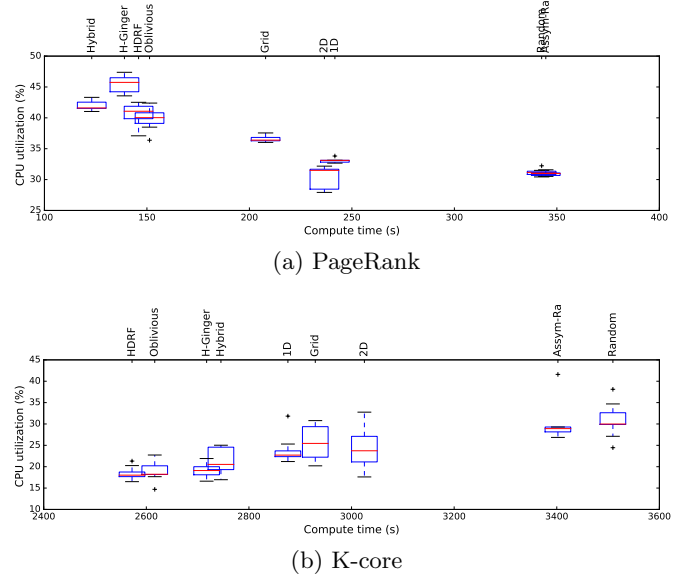 Hybrid
H-Ginger
HDRF
Oblivious
Grid
2D
1D
Random
Assym-Ra
50
45
40
35
30
25
CPU utilization (%)
100 150 200 250 300 350 400
Compute time (s)
(a) PageRank
HDRF
Oblivious
H-Ginger
Hybrid
1D
Grid
2D
Assym-Ra
Random
45
40
35
30
25
20
15
10
CPU utilization (%)
2400 2600 2800 3000 3200 3400 3600
Compute time (s)
(b) K-core